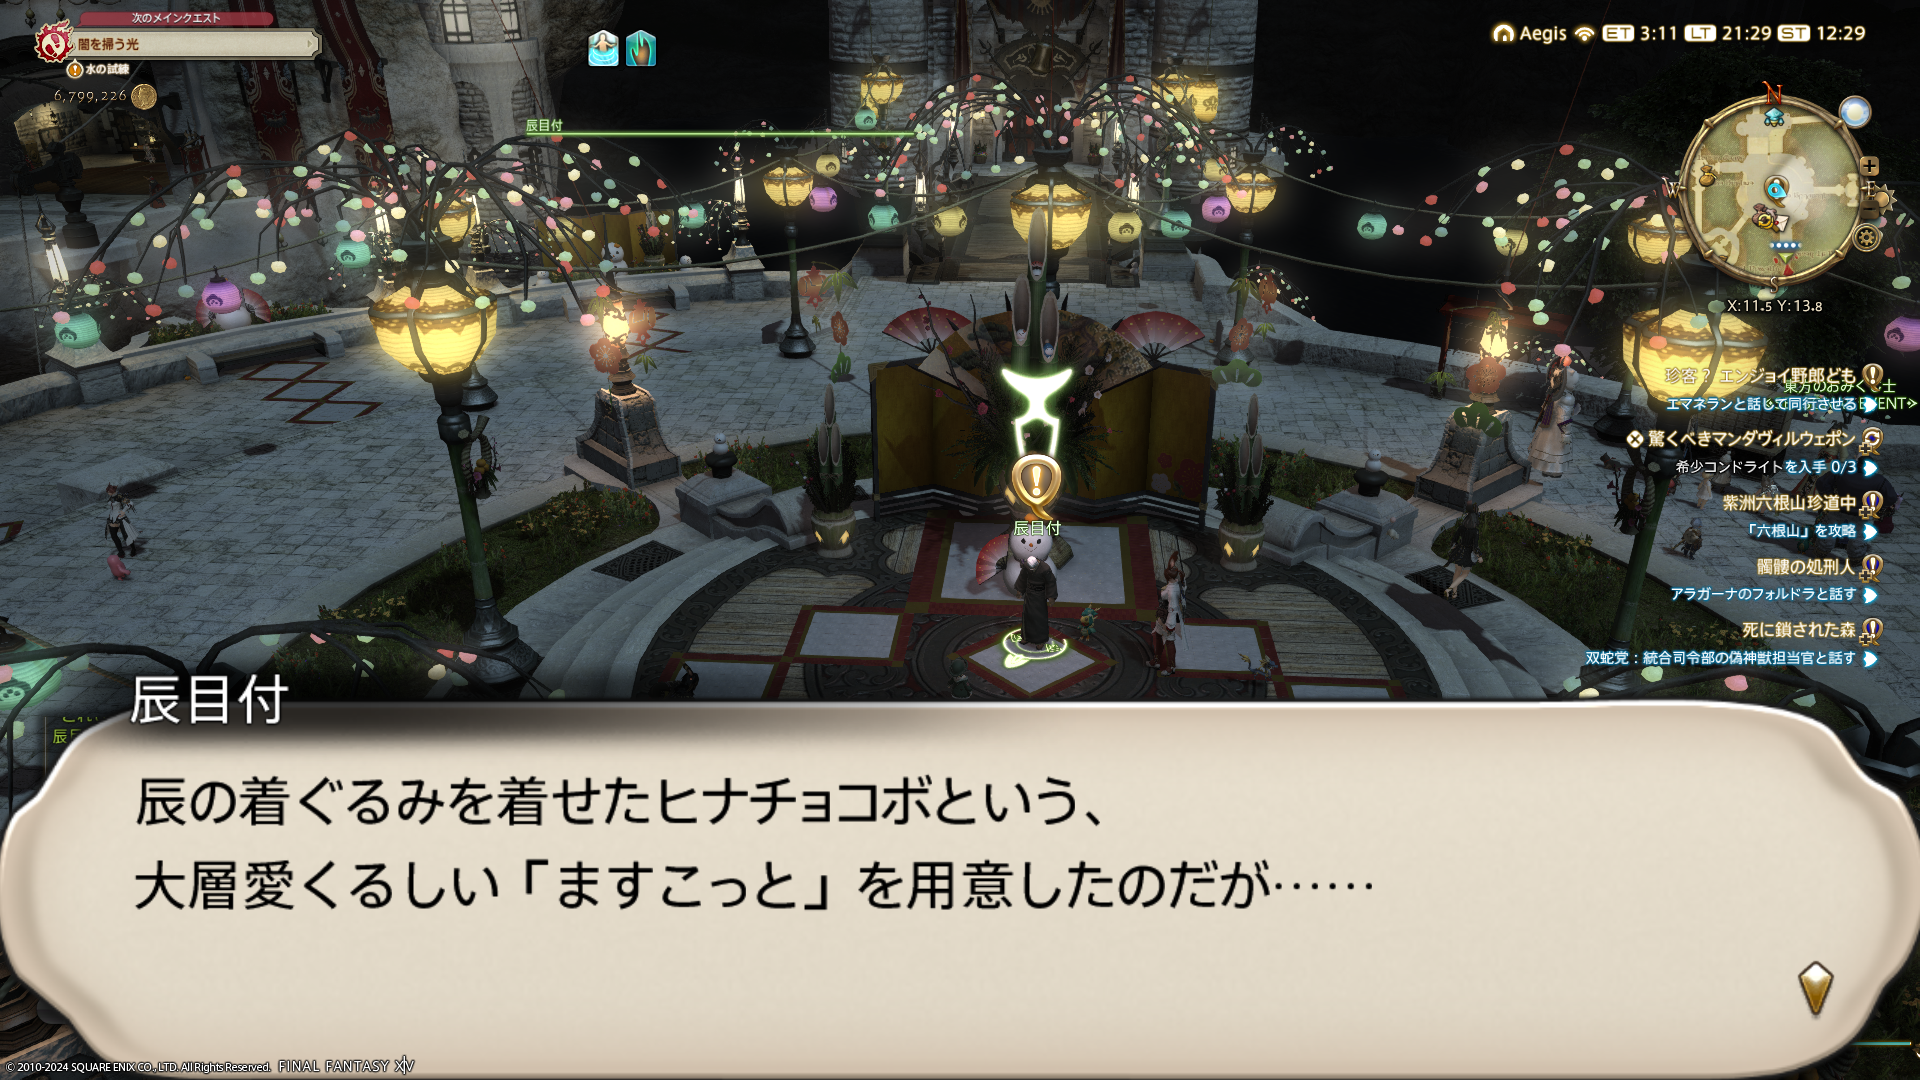 次のメインクエスト
闇を掃う光
水の試練
6,799,226
Aegis ET 3:11 LT 21:29 ST 12:29
辰目付
N
W
E
S
X:11.5 Y:13.8
珍客？ エンジョイ野郎ども
エマネランと話して同行させる
驚くべきマンダヴィルウェポン
希少コンドライトを入手 0/3
紫洲六根山珍道中
「六根山」を攻略
髑髏の処刑人
アラガーナのフォルドラと話す
死に鎖された森
双蛇党：統合司令部の偽神獣担当官と話す
辰目付
辰目付
辰の着ぐるみを着せたヒナチョコボという、
大層愛くるしい「ますこっと」を用意したのだが……
© 2010-2024 SQUARE ENIX CO., LTD. All Rights Reserved. FINAL FANTASY XIV